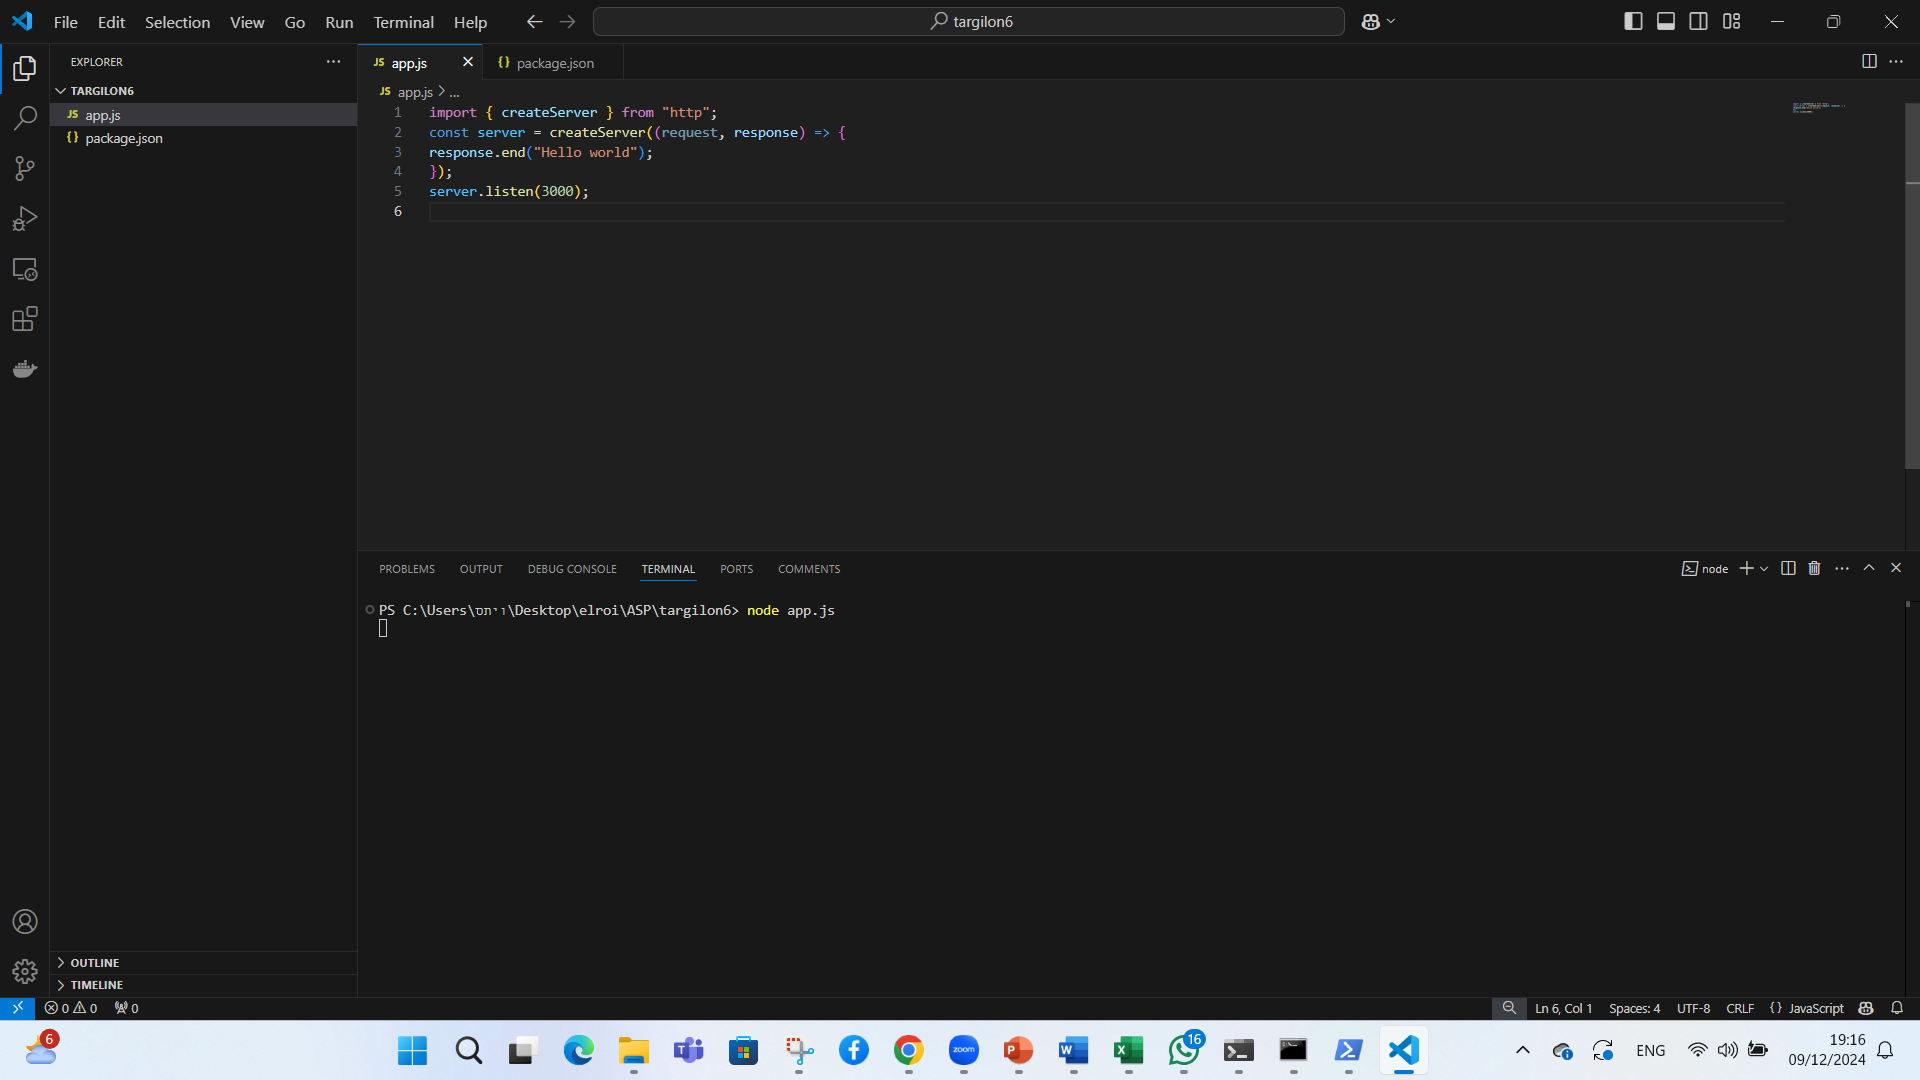 File Edit Selection View Go Run Terminal Help
targilon6
EXPLORER
TARGILON6
JS app.js
{} package.json
JS app.js
{} package.json
JS app.js > ...
1 import { createServer } from "http";
2 const server = createServer((request, response) => {
3 response.end("Hello world");
4 });
5 server.listen(3000);
6
PROBLEMS OUTPUT DEBUG CONSOLE TERMINAL PORTS COMMENTS
node
PS C:\Users\סתיו\Desktop\elroi\ASP\targilon6> node app.js
OUTLINE
TIMELINE
0 0 0
Ln 6, Col 1 Spaces: 4 UTF-8 CRLF {} JavaScript
6
zoom
16
ENG
19:16
09/12/2024